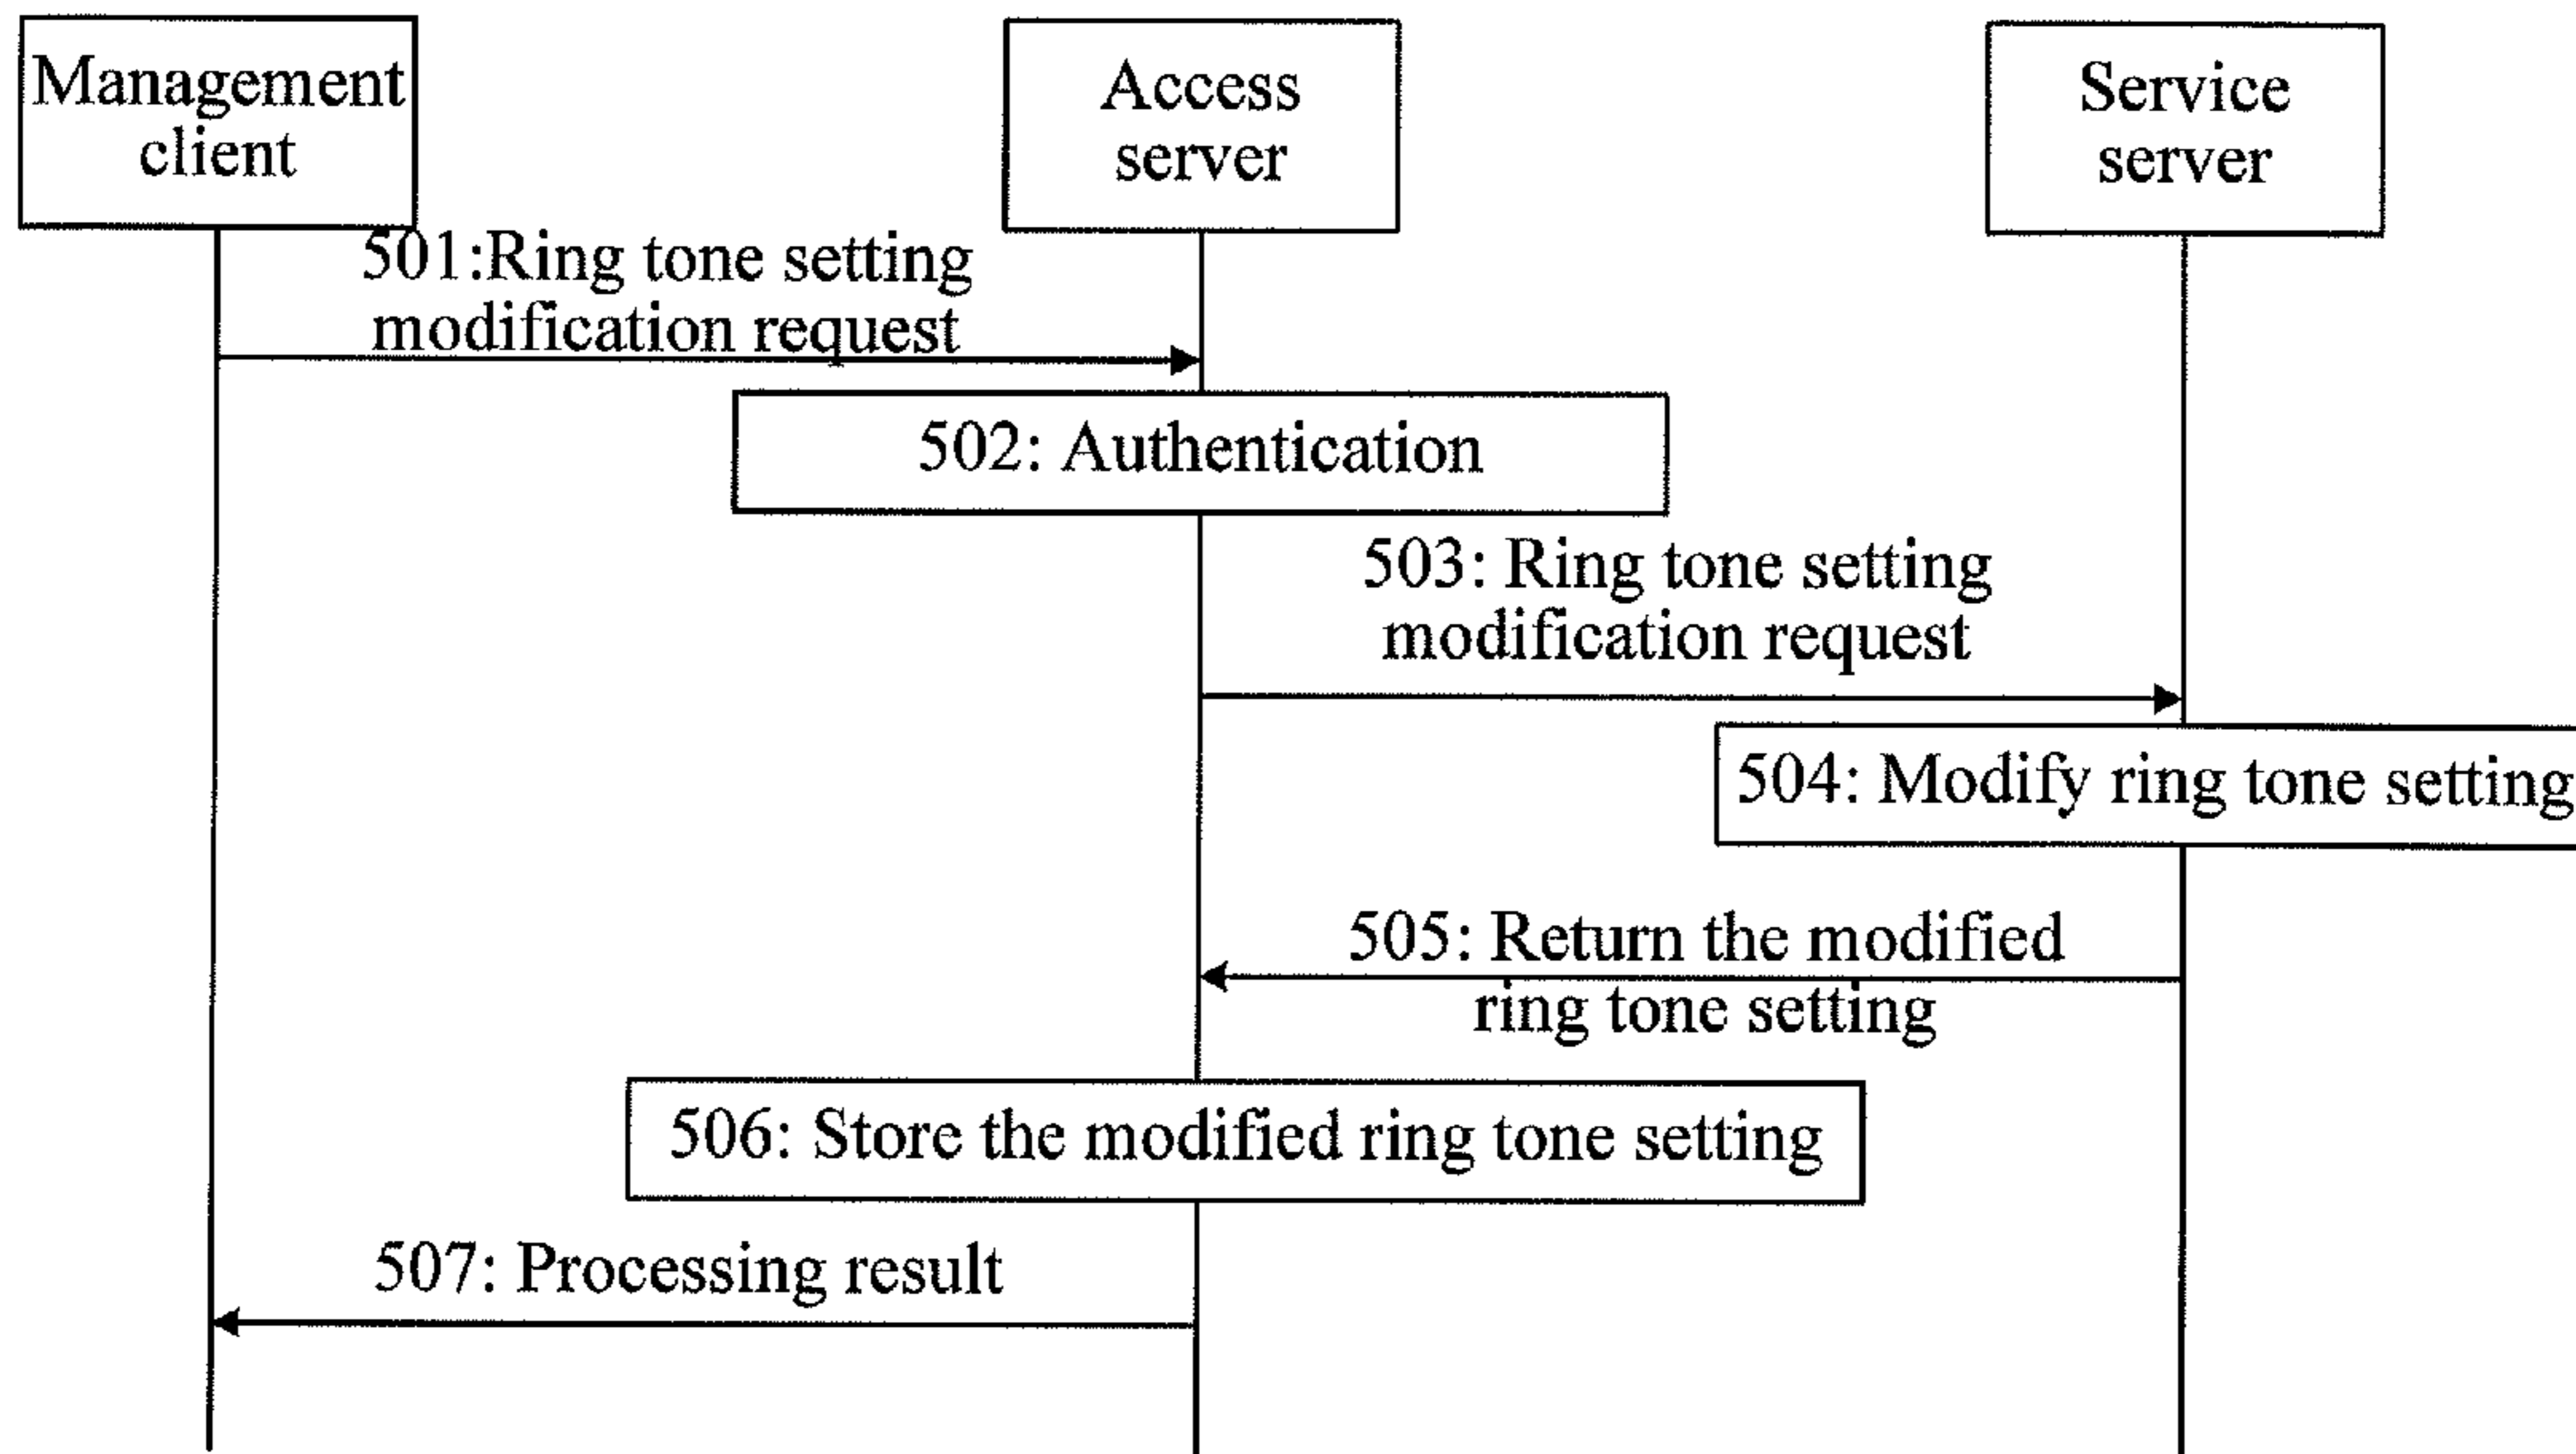 Management
client
Access
server
Service
server
501:Ring tone setting
modification request
502: Authentication
503: Ring tone setting
modification request
504: Modify ring tone setting
505: Return the modified
ring tone setting
506: Store the modified ring tone setting
507: Processing result